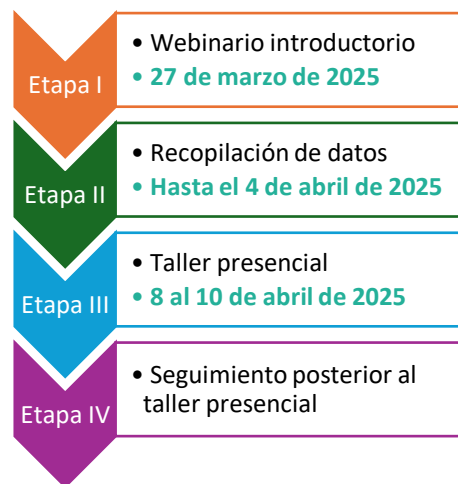 Etapa I
• Webinario introductorio
• 27 de marzo de 2025
Etapa II
• Recopilación de datos
• Hasta el 4 de abril de 2025
Etapa III
• Taller presencial
• 8 al 10 de abril de 2025
Etapa IV
• Seguimiento posterior al
taller presencial